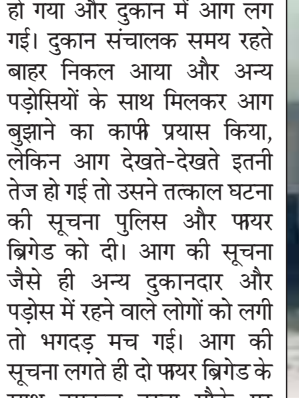 हो गया और दुकान में आग लग
गई। दुकान संचालक समय रहते
बाहर निकल आया और अन्य
पड़ोसियों के साथ मिलकर आग
बुझाने का काफी प्रयास किया,
लेकिन आग देखते-देखते इतनी
तेज हो गई तो उसने तत्काल घटना
की सूचना पुलिस और फायर
ब्रिगेड को दी। आग की सूचना
जैसे ही अन्य दुकानदार और
पड़ोस में रहने वाले लोगों को लगी
तो भगदड़ मच गई। आग की
सूचना लगते ही दो फायर ब्रिगेड के